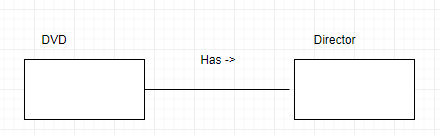 DVD
Director
Has ->